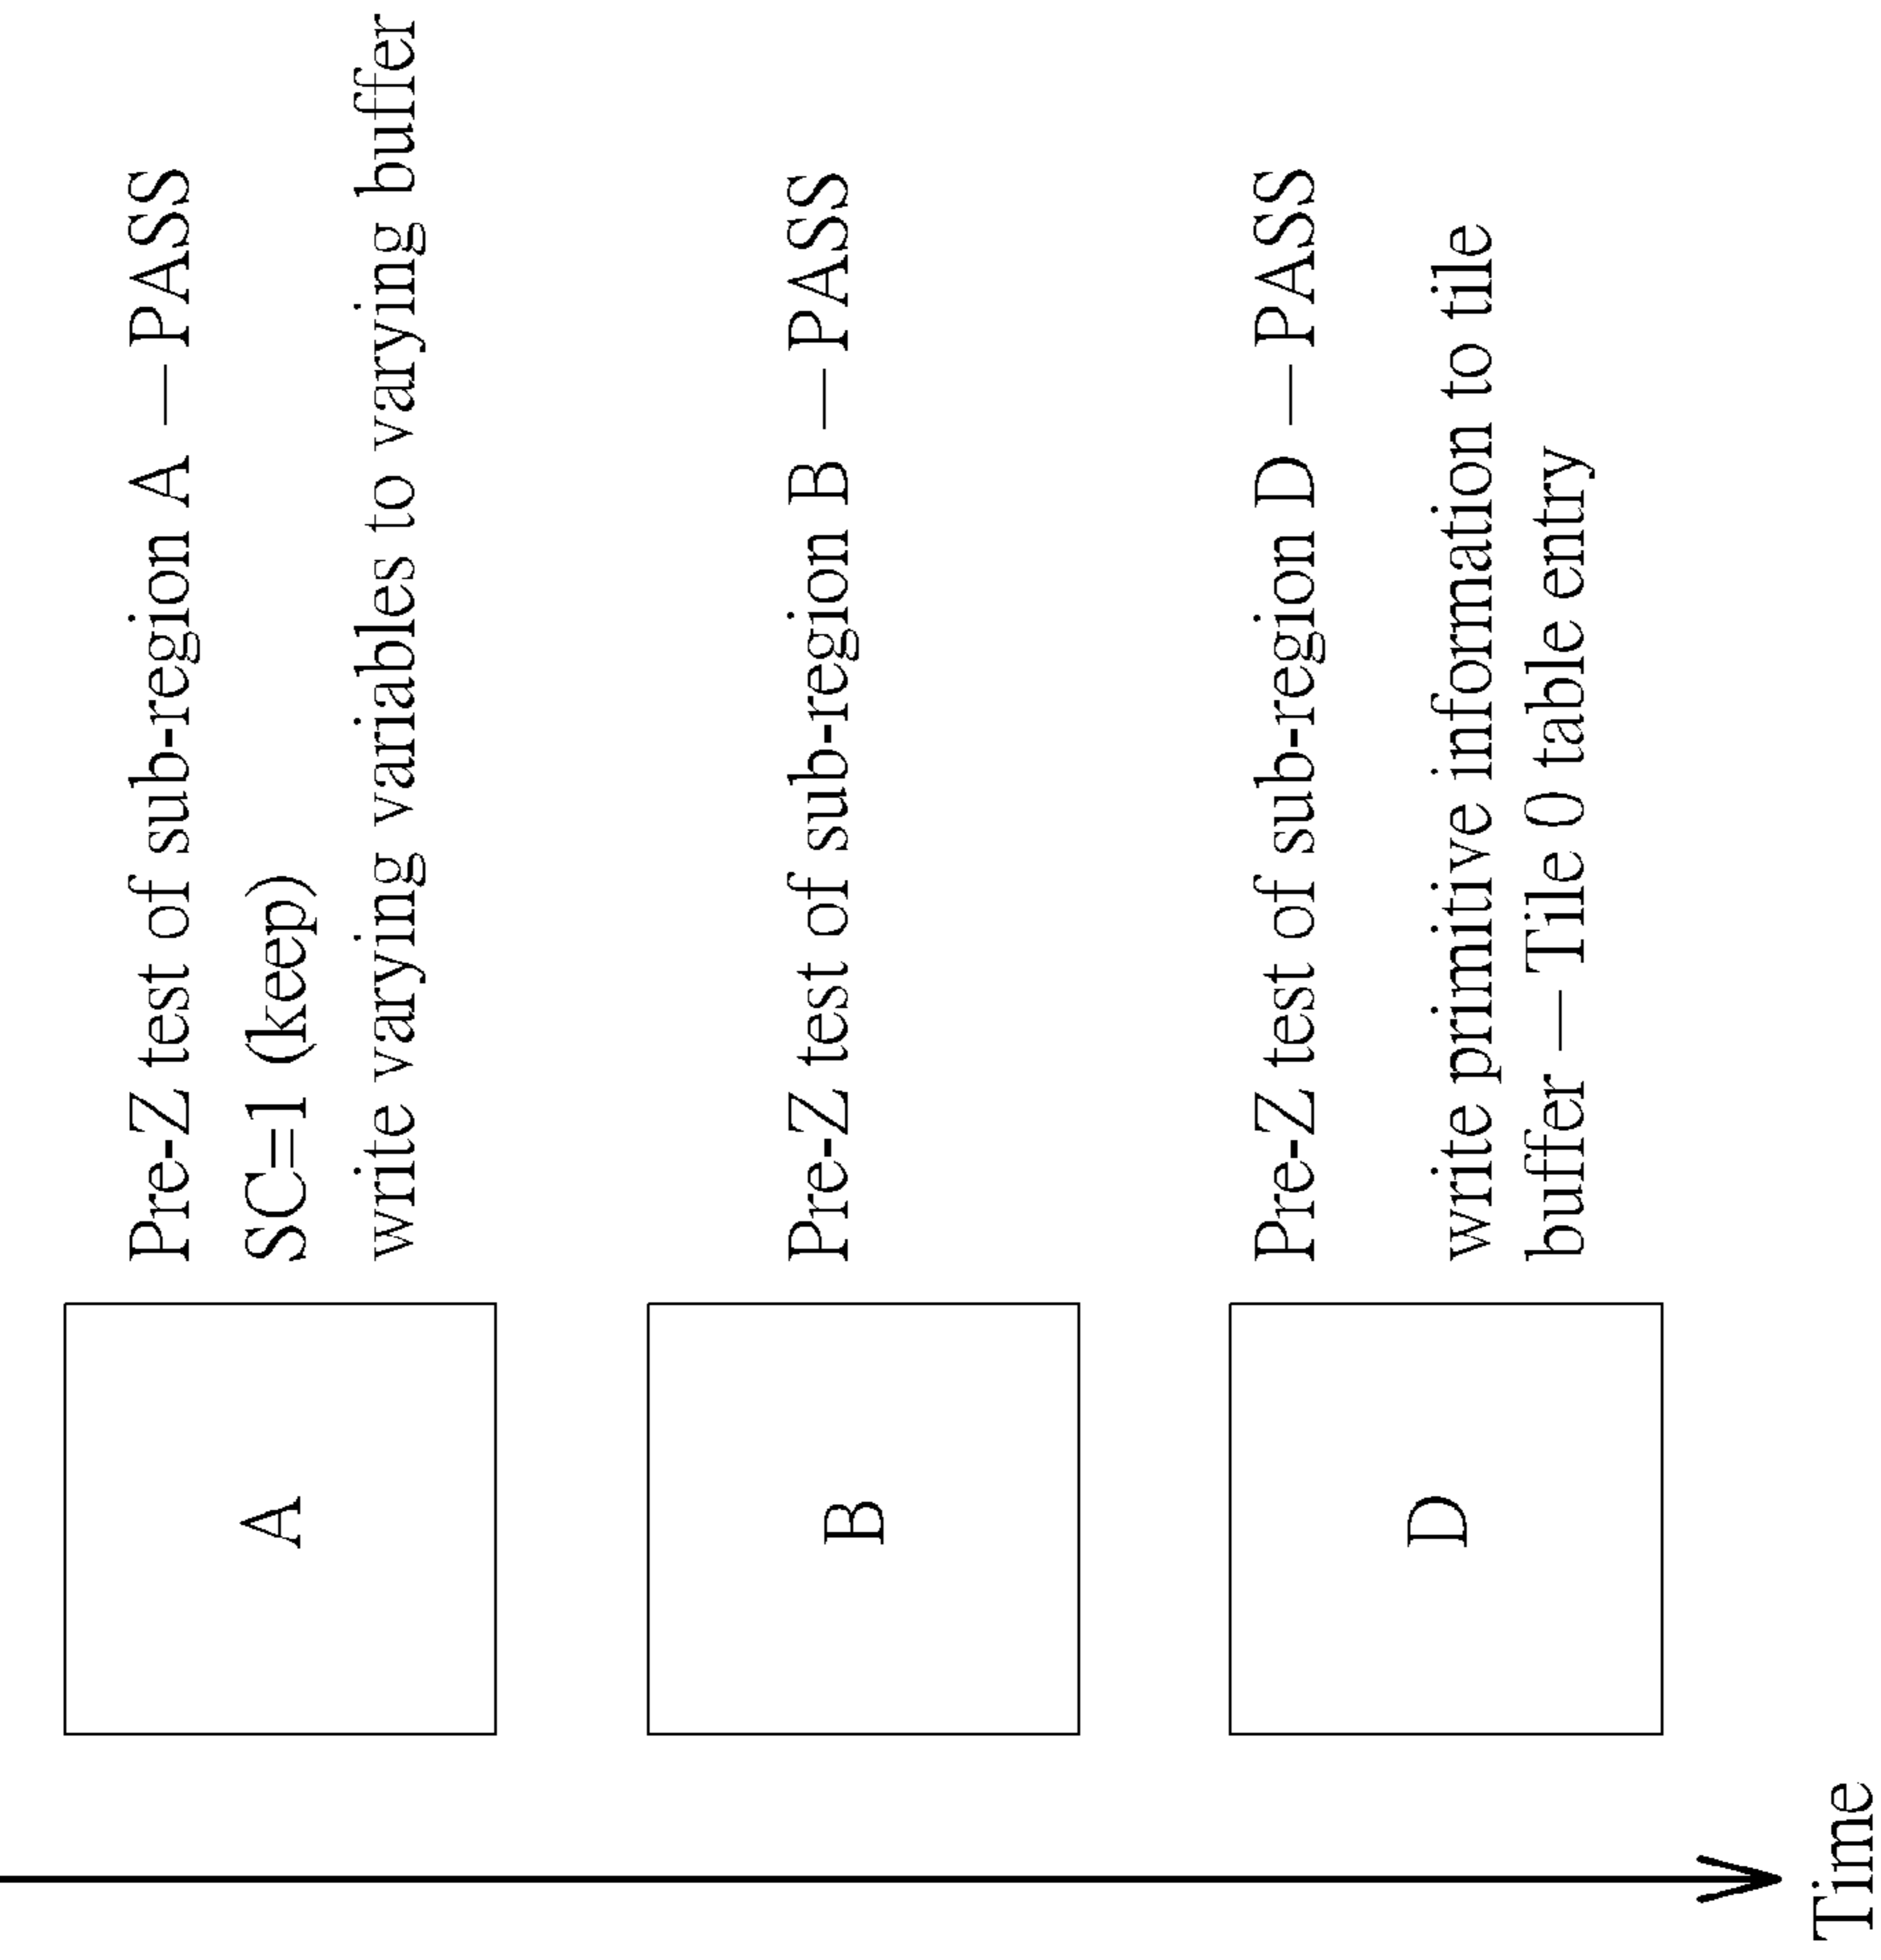 A
Pre-Z test of sub-region A — PASS
SC=1 (keep)
write varying variables to varying buffer
B
Pre-Z test of sub-region B — PASS
D
Pre-Z test of sub-region D — PASS
write primitive information to tile
buffer — Tile 0 table entry
Time